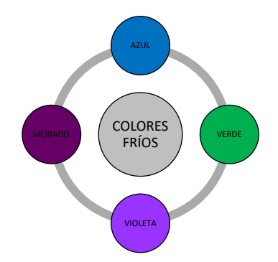 AZUL
MORADO
COLORES
FRÍOS
VERDE
VIOLETA